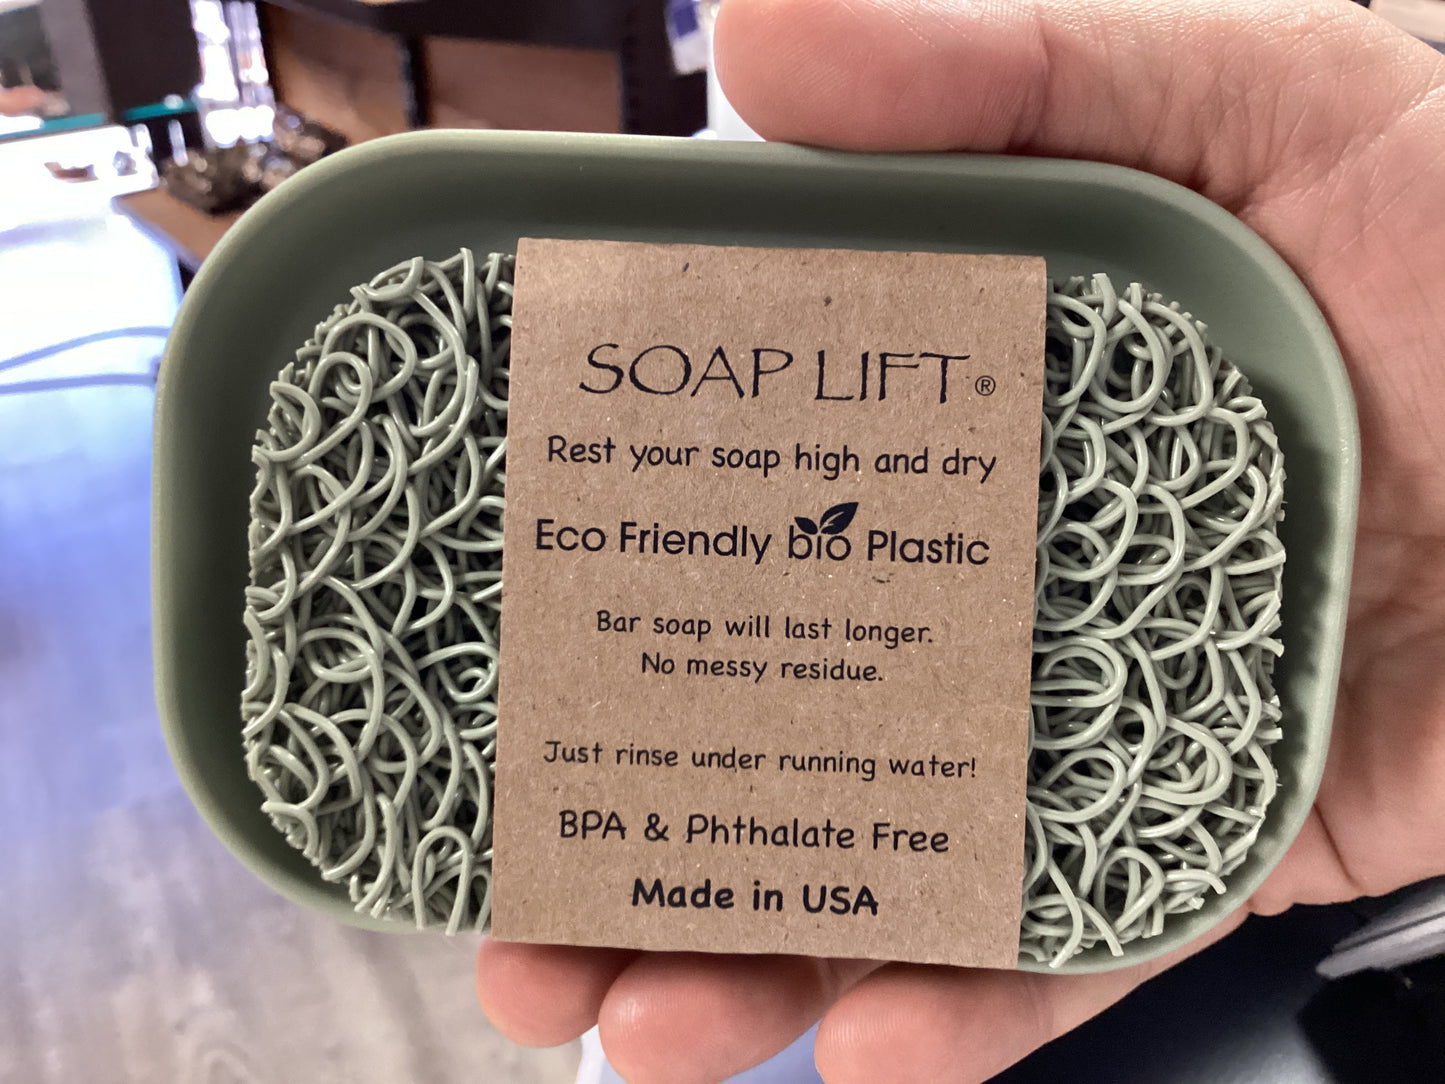 SOAP LIFT®
Rest your soap high and dry
Eco Friendly bio Plastic
Bar soap will last longer.
No messy residue.
Just rinse under running water!
BPA & Phthalate Free
Made in USA